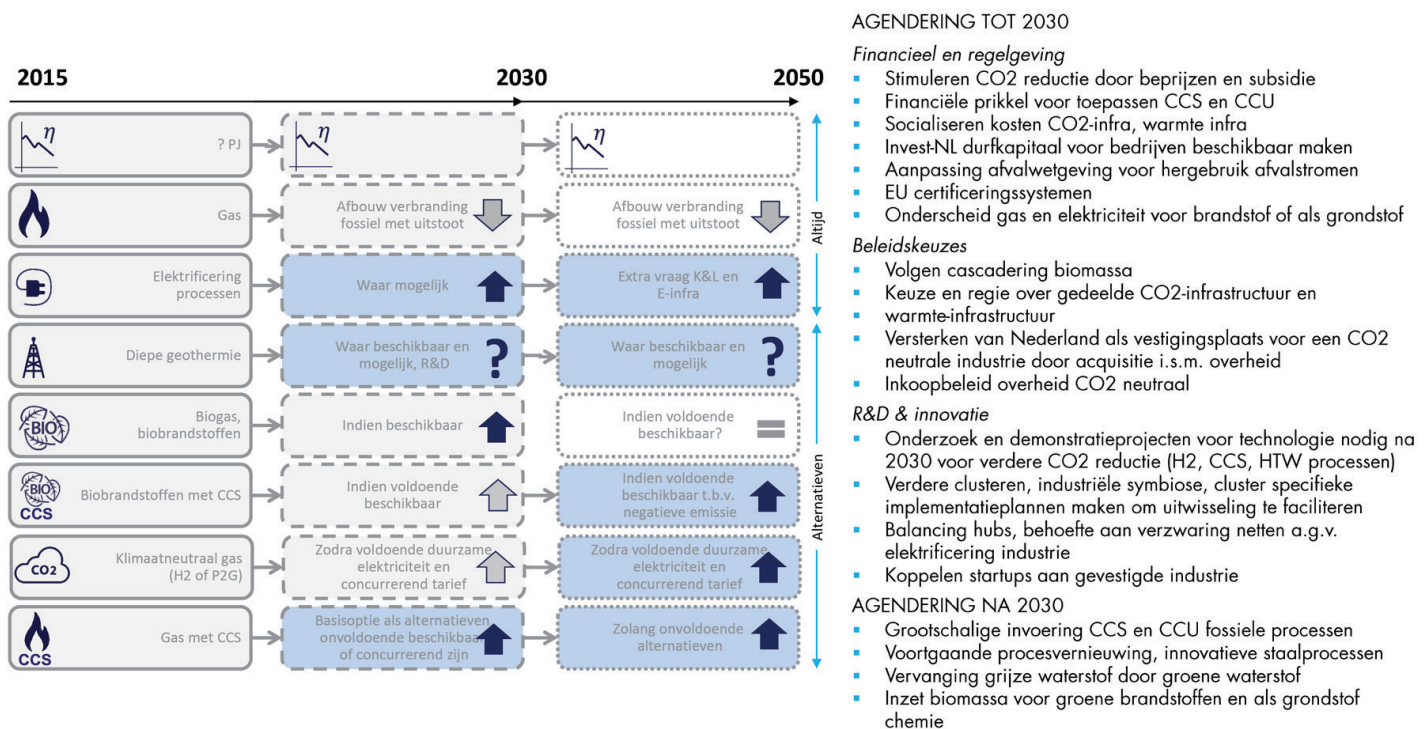 2015
2030
2050
η
? PJ
η
η
Gas
Afbouw verbranding
fossiel met uitstoot
Afbouw verbranding
fossiel met uitstoot
Elektrificering
processen
Waar mogelijk
Extra vraag K&L en
E-infra
Altijd
Diepe geothermie
Waar beschikbaar en
mogelijk, R&D
?
Waar beschikbaar en
mogelijk
?
BIO
Biogas,
biobrandstoffen
Indien beschikbaar
Indien voldoende
beschikbaar?
=
BIO
CCS
Biobrandstoffen met CCS
Indien voldoende
beschikbaar
Indien voldoende
beschikbaar t.b.v.
negatieve emissie
Alternatieven
CO2
Klimaatneutraal gas
(H2 of P2G)
Zodra voldoende duurzame
elektriciteit en
concurrerend tarief
Zodra voldoende duurzame
elektriciteit en
concurrerend tarief
CCS
Gas met CCS
Basisoptie als alternatieven
onvoldoende beschikbaar
of concurrerend zijn
Zolang onvoldoende
alternatieven
AGENDERING TOT 2030
Financieel en regelgeving
▪ Stimuleren CO2 reductie door beprijzen en subsidie
▪ Financiële prikkel voor toepassen CCS en CCU
▪ Socialiseren kosten CO2-infra, warmte infra
▪ Invest-NL durfkapitaal voor bedrijven beschikbaar maken
▪ Aanpassing afvalwetgeving voor hergebruik afvalstromen
▪ EU certificeringssystemen
▪ Onderscheid gas en elektriciteit voor brandstof of als grondstof
Beleidskeuzes
▪ Volgen cascadering biomassa
▪ Keuze en regie over gedeelde CO2-infrastructuur en
▪ warmte-infrastructuur
▪ Versterken van Nederland als vestigingsplaats voor een CO2
neutrale industrie door acquisitie i.s.m. overheid
▪ Inkoopbeleid overheid CO2 neutraal
R&D & innovatie
▪ Onderzoek en demonstratieprojecten voor technologie nodig na
2030 voor verdere CO2 reductie (H2, CCS, HTW processen)
▪ Verdere clusteren, industriële symbiose, cluster specifieke
implementatieplannen maken om uitwisseling te faciliteren
▪ Balancing hubs, behoefte aan verzwaring netten a.g.v.
elektrificering industrie
▪ Koppelen startups aan gevestigde industrie
AGENDERING NA 2030
▪ Grootschalige invoering CCS en CCU fossiele processen
▪ Voortgaande procesvernieuwing, innovatieve staalprocessen
▪ Vervanging grijze waterstof door groene waterstof
▪ Inzet biomassa voor groene brandstoffen en als grondstof
chemie